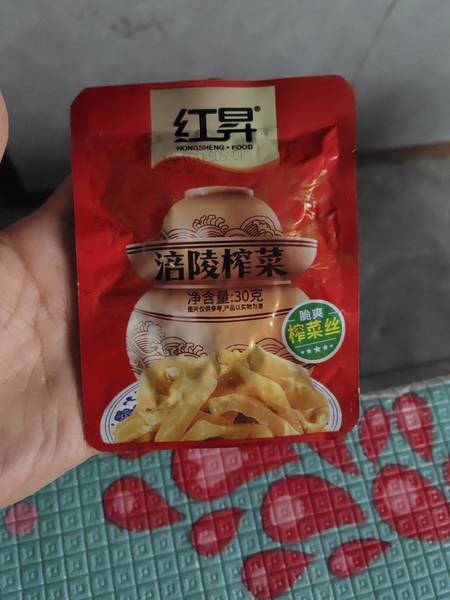 红昇®
HONGSHENG·FOOD
涪陵榨菜
净含量:30克
图片仅供参考,产品以实物为准
脆爽
榨菜丝